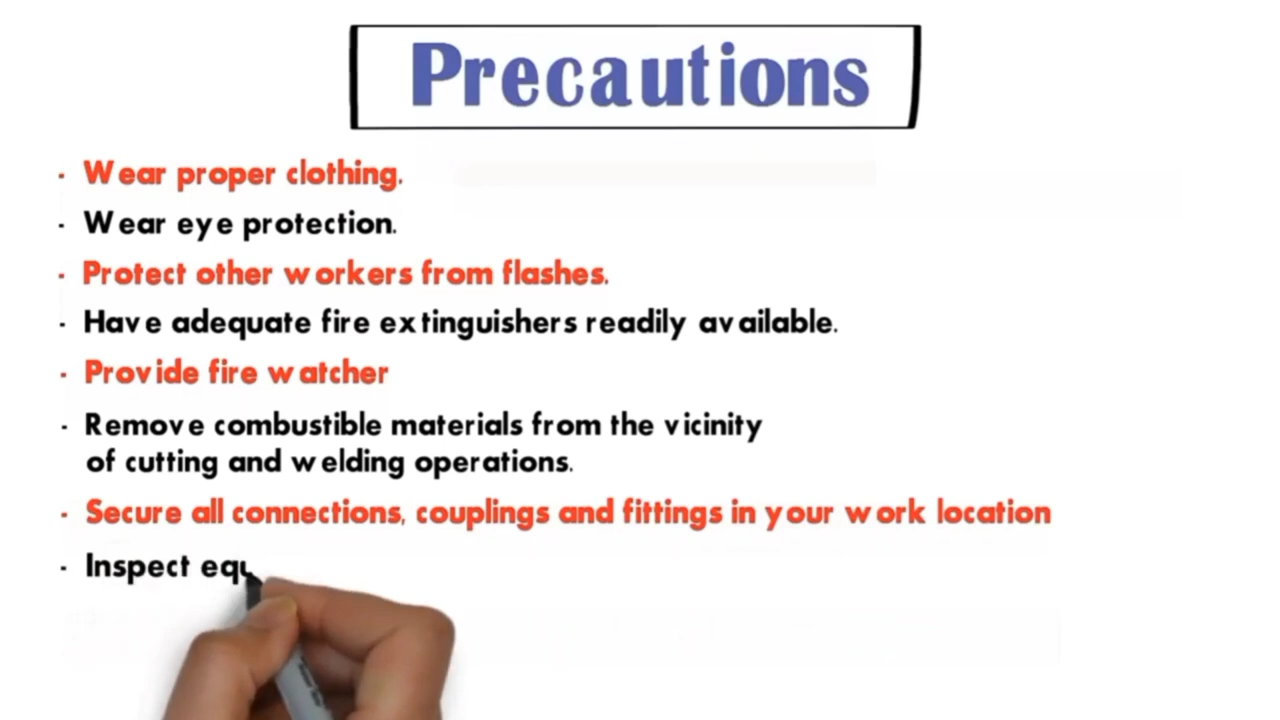 Precautions
- Wear proper clothing.
- Wear eye protection.
- Protect other workers from flashes.
- Have adequate fire extinguishers readily available.
- Provide fire watcher
- Remove combustible materials from the vicinity
of cutting and welding operations.
- Secure all connections, couplings and fittings in your work location
- Inspect equ